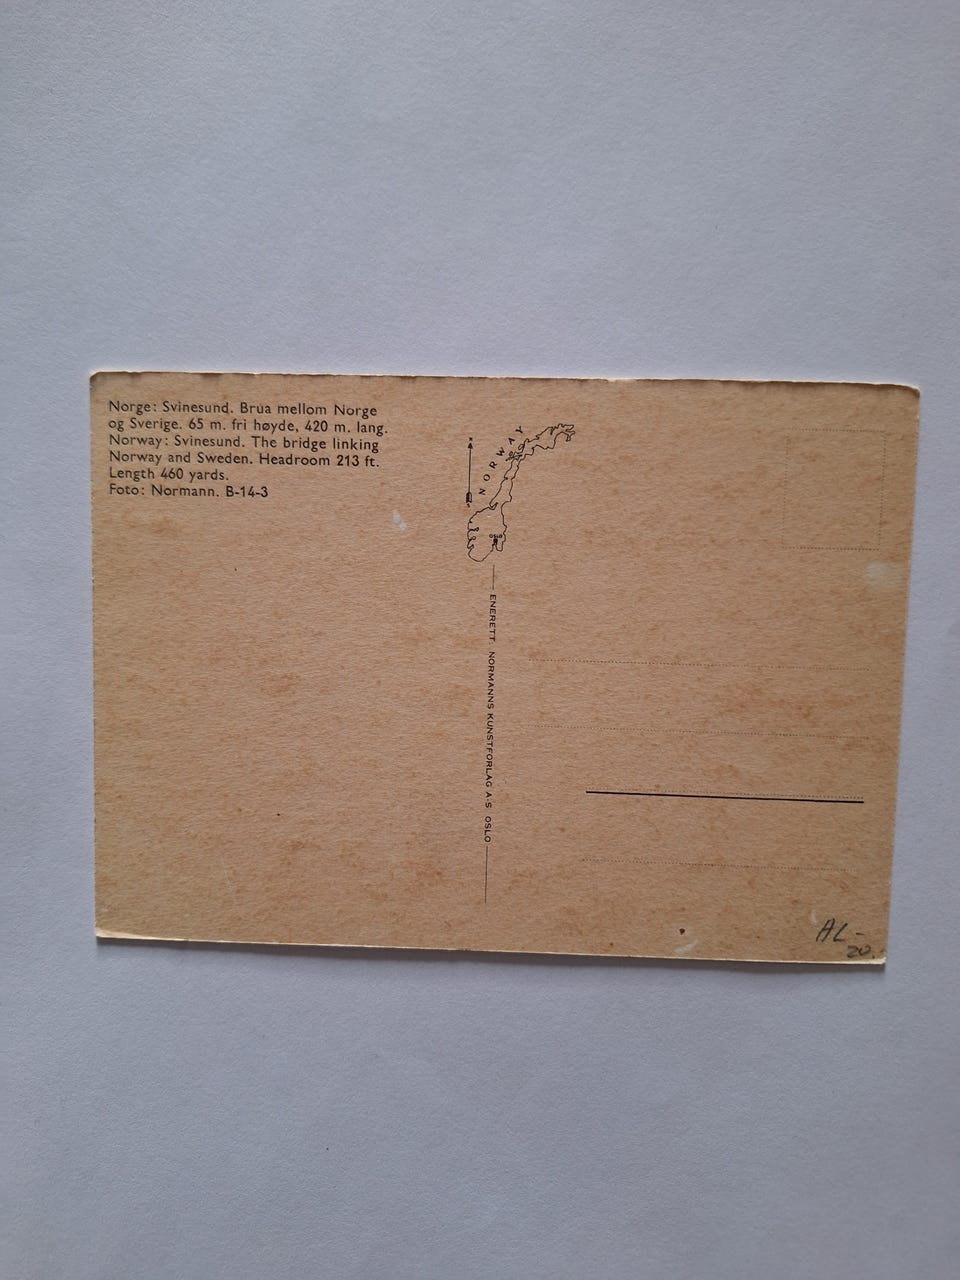 Norge: Svinesund. Brua mellom Norge
og Sverige. 65 m. fri høyde, 420 m. lang.
Norway: Svinesund. The bridge linking
Norway and Sweden. Headroom 213 ft.
Length 460 yards.
Foto: Normann. B-14-3
NORWAY
OSLO
ENERETT: NORMANNS KUNSTFORLAG A-S OSLO
AL-
20.